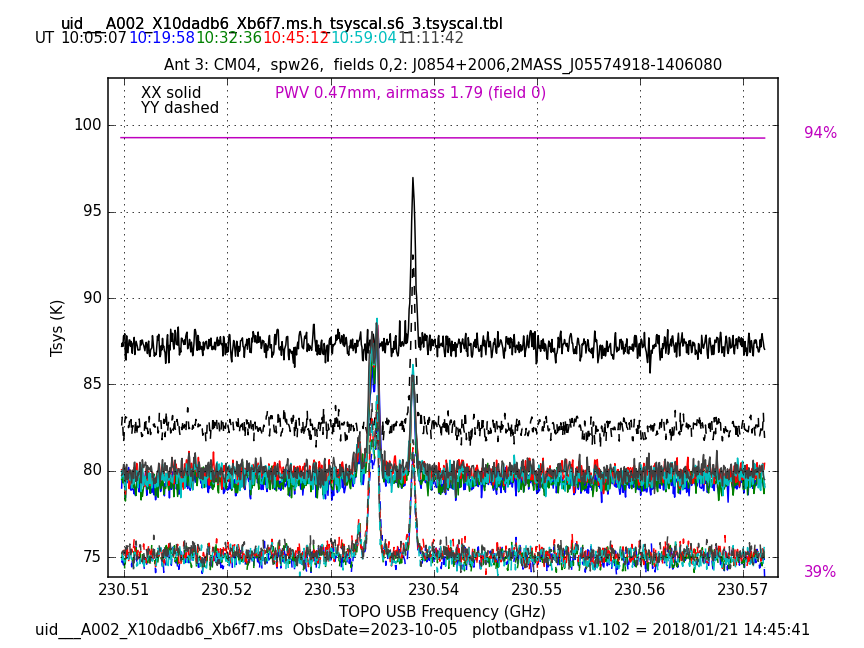 uid___A002_X10dadb6_Xb6f7.ms.h_tsyscal.s6_3.tsyscal.tbl
UT 10:05:07 10:19:58 10:32:36 10:45:12 10:59:04 11:11:42
Ant 3: CM04,  spw26,  fields 0,2: J0854+2006,2MASS_J05574918-1406080
XX solid
PWV 0.47mm, airmass 1.79 (field 0)
YY dashed
100
94%
95
90
Tsys (K)
85
80
75
39%
230.51 230.52 230.53 230.54 230.55 230.56 230.57
TOPO USB Frequency (GHz)
uid___A002_X10dadb6_Xb6f7.ms  ObsDate=2023-10-05   plotbandpass v1.102 = 2018/01/21 14:45:41